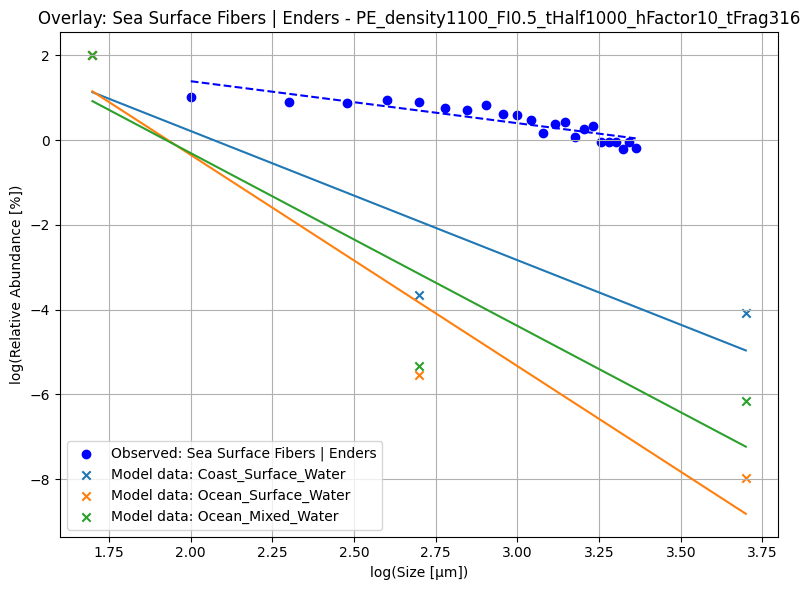 Overlay: Sea Surface Fibers | Enders - PE_density1100_FI0.5_tHalf1000_hFactor10_tFrag316
log(Relative Abundance [%])
2
0
−2
−4
−6
−8
Observed: Sea Surface Fibers | Enders
Model data: Coast_Surface_Water
Model data: Ocean_Surface_Water
Model data: Ocean_Mixed_Water
1.75 2.00 2.25 2.50 2.75 3.00 3.25 3.50 3.75
log(Size [μm])